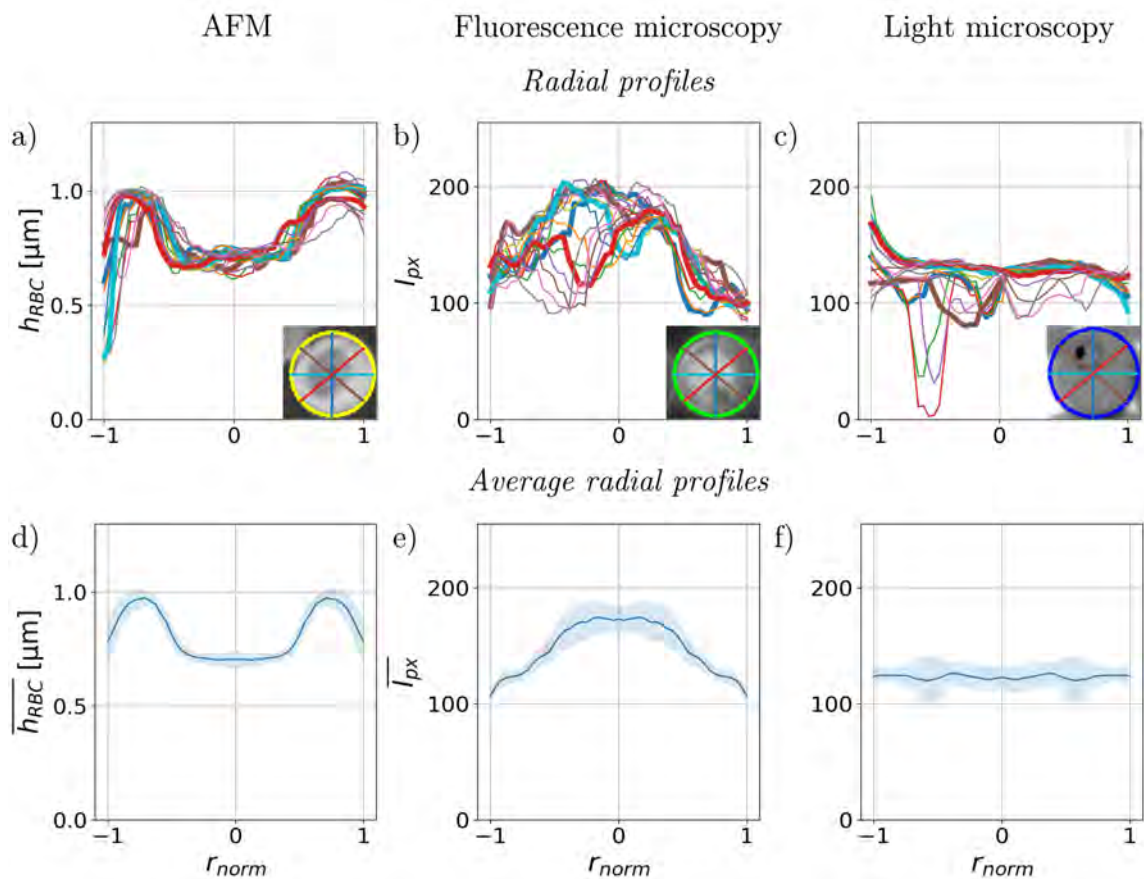 AFM Fluorescence microscopy Light microscopy
Radial profiles
a) b) c)
h_RBC [µm]
1.0
0.5
0.0
−1 0 1
I_px
200
100
0
−1 0 1
200
100
0
−1 0 1
Average radial profiles
d) e) f)
h̅_RBC [µm]
1.0
0.5
0.0
−1 0 1
r_norm
I̅_px
200
100
0
−1 0 1
r_norm
200
100
0
−1 0 1
r_norm